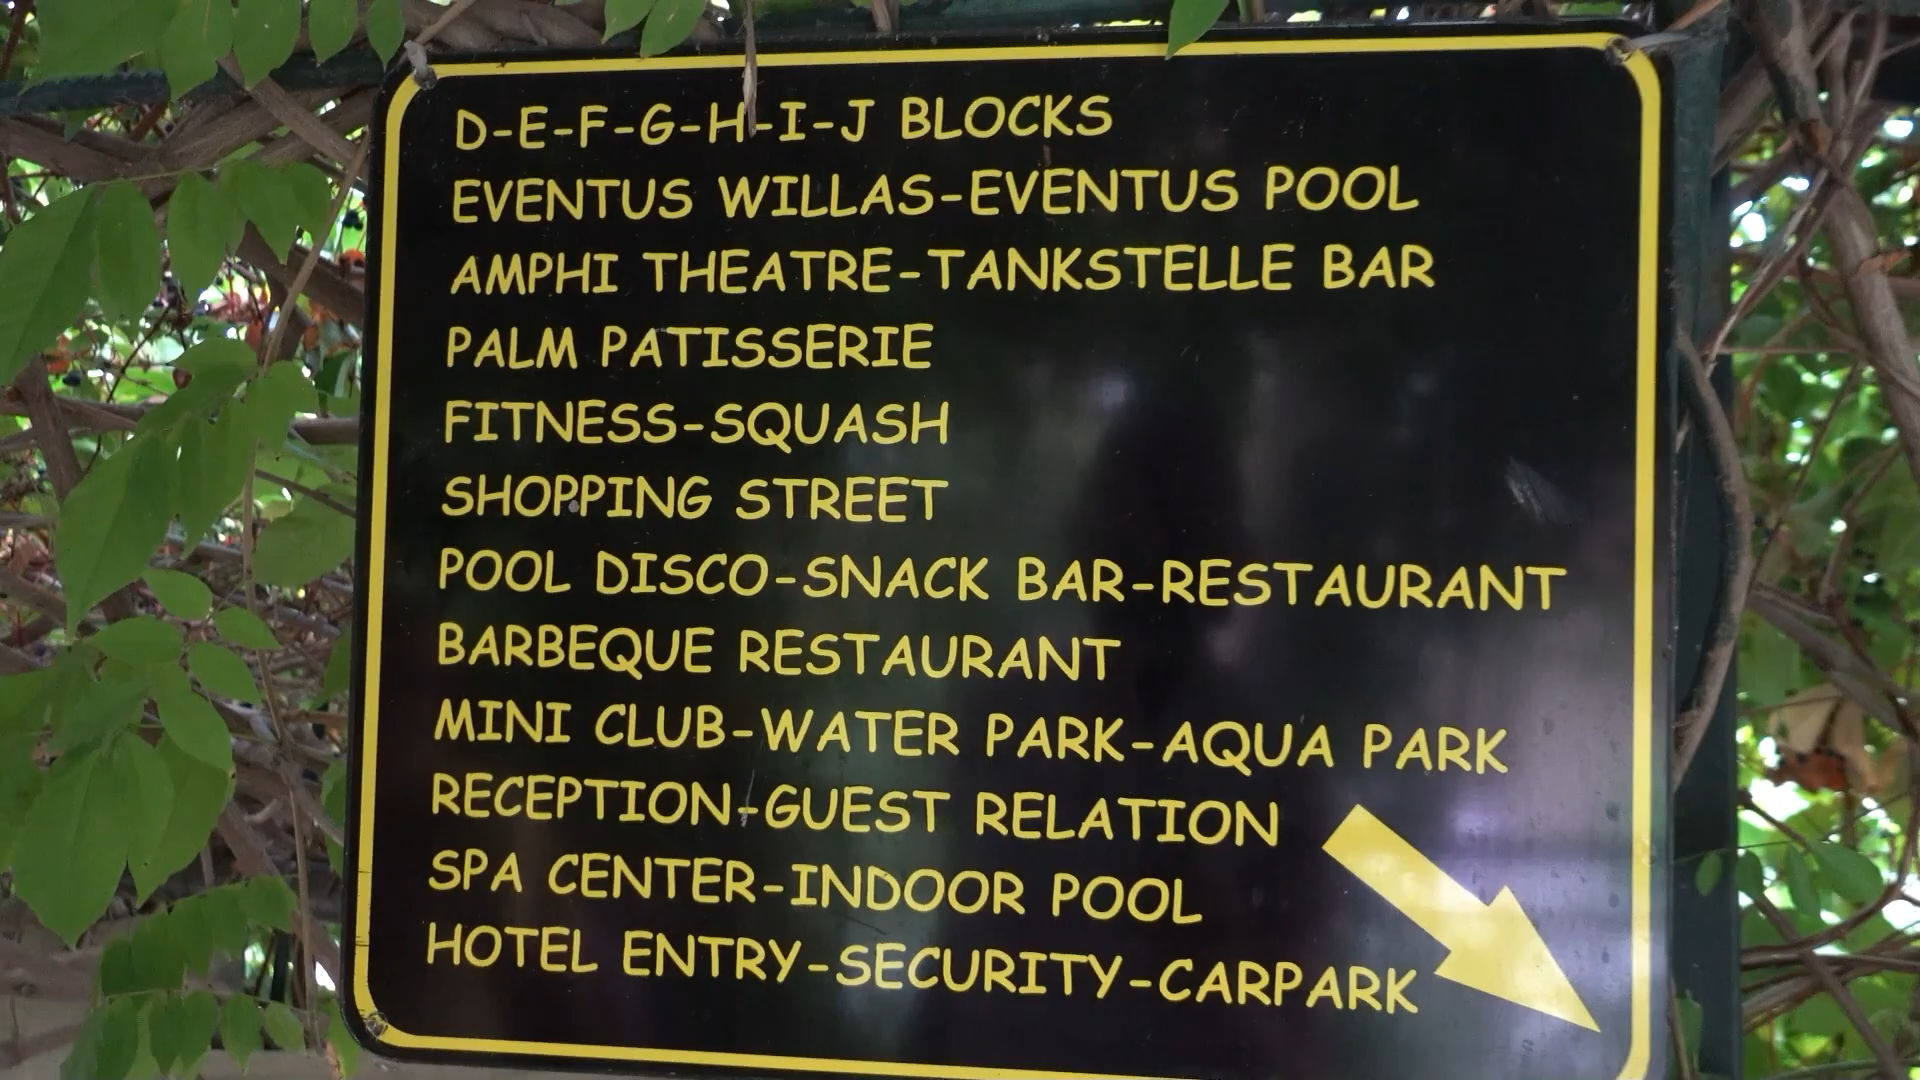 D-E-F-G-H-I-J BLOCKS
EVENTUS WILLAS-EVENTUS POOL
AMPHI THEATRE-TANKSTELLE BAR
PALM PATISSERIE
FITNESS-SQUASH
SHOPPING STREET
POOL DISCO-SNACK BAR-RESTAURANT
BARBEQUE RESTAURANT
MINI CLUB-WATER PARK-AQUA PARK
RECEPTION-GUEST RELATION
SPA CENTER-INDOOR POOL
HOTEL ENTRY-SECURITY-CARPARK